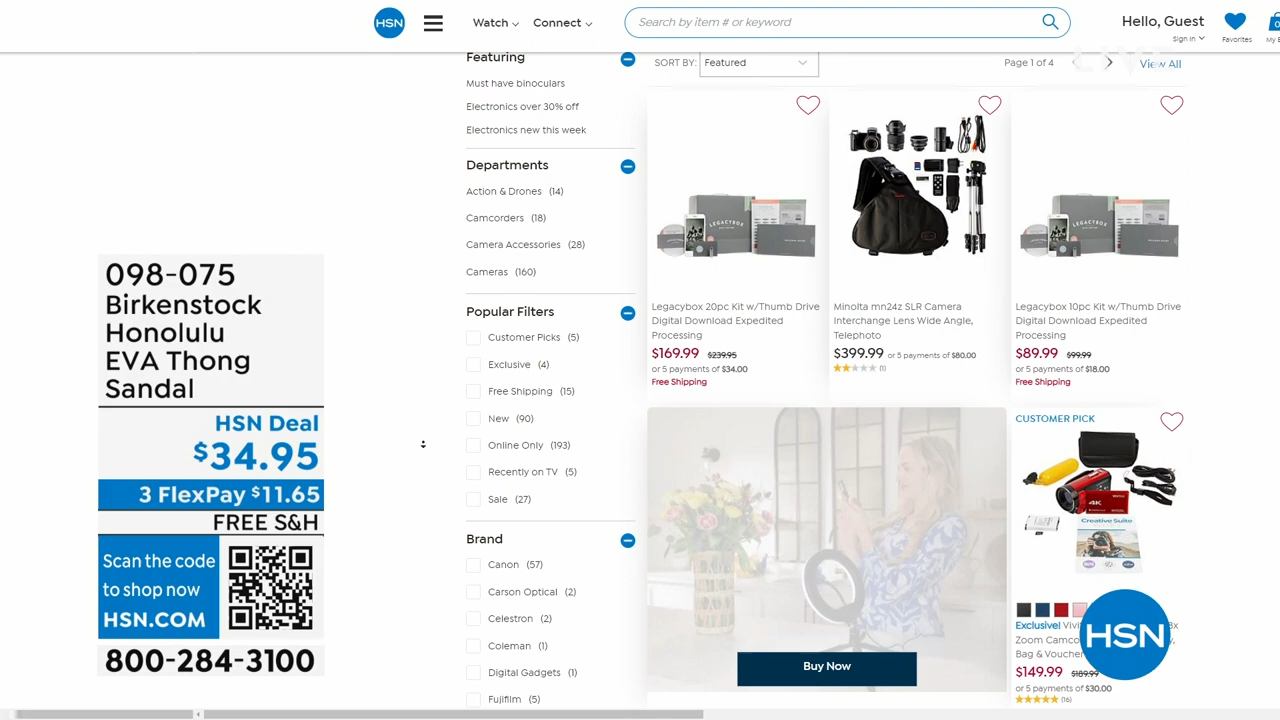 HSN
Watch
Connect
Search by item # or keyword
Hello, Guest
Sign In
Favorites
0
Featuring
SORT BY:
Featured
Page 1 of 4
View All
Must have binoculars
Electronics over 30% off
Electronics new this week
Departments
Action & Drones (14)
Camcorders (18)
Camera Accessories (28)
Cameras (160)
Popular Filters
Customer Picks (5)
Exclusive (4)
Free Shipping (15)
New (90)
Online Only (193)
Recently on TV (5)
Sale (27)
Brand
Canon (57)
Carson Optical (2)
Celestron (2)
Coleman (1)
Digital Gadgets (1)
Fujifilm (5)
LEGACYBOX
Legacybox 20pc Kit w/Thumb Drive
Digital Download Expedited
Processing
$169.99 $239.95
or 5 payments of $34.00
Free Shipping
Minolta mn24z SLR Camera
Interchange Lens Wide Angle,
Telephoto
$399.99 or 5 payments of $80.00
(1)
LEGACYBOX
Legacybox 10pc Kit w/Thumb Drive
Digital Download Expedited
Processing
$89.99 $99.99
or 5 payments of $18.00
Free Shipping
Buy Now
CUSTOMER PICK
4K
Creative Suite
Exclusive!
Zoom
Bag & Voucher
$149.99 $189.99
or 5 payments of $30.00
(16)
HSN
098-075
Birkenstock
Honolulu
EVA Thong
Sandal
HSN Deal
$34.95
3 FlexPay $11.65
FREE S&H
Scan the code
to shop now
HSN.COM
800-284-3100